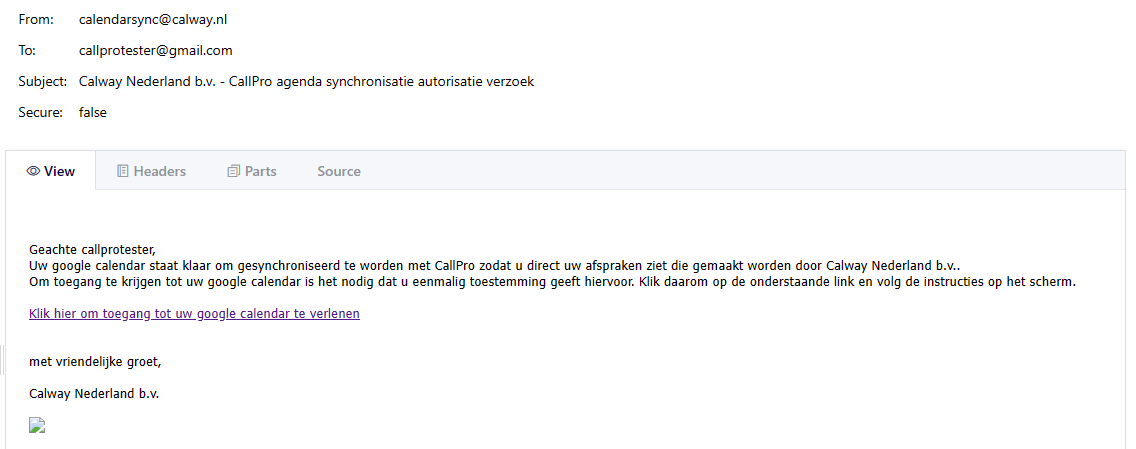 From: calendarsync@calway.nl
To: callprotester@gmail.com
Subject: Calway Nederland b.v. - CallPro agenda synchronisatie autorisatie verzoek
Secure: false
View Headers Parts Source
Geachte callprotester,
Uw google calendar staat klaar om gesynchroniseerd te worden met CallPro zodat u direct uw afspraken ziet die gemaakt worden door Calway Nederland b.v..
Om toegang te krijgen tot uw google calendar is het nodig dat u eenmalig toestemming geeft hiervoor. Klik daarom op de onderstaande link en volg de instructies op het scherm.
Klik hier om toegang tot uw google calendar te verlenen
met vriendelijke groet,
Calway Nederland b.v.